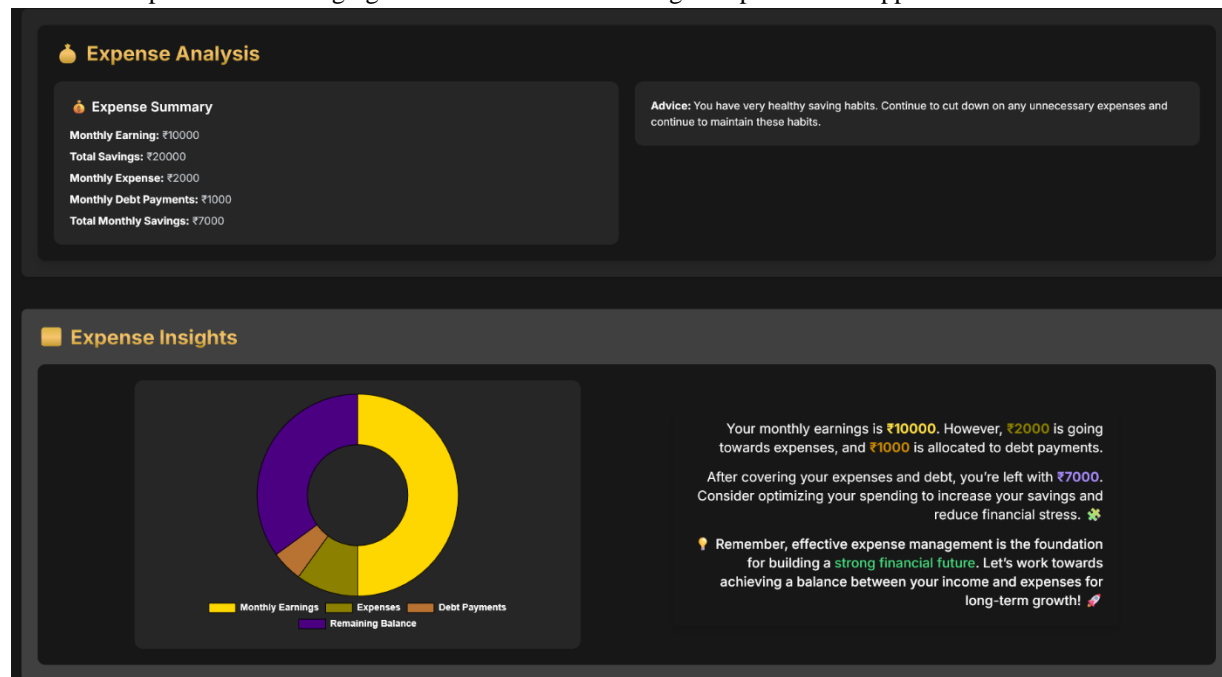 Expense Analysis
Expense Summary
Monthly Earning: ₹10000
Total Savings: ₹20000
Monthly Expense: ₹2000
Monthly Debt Payments: ₹1000
Total Monthly Savings: ₹7000
Advice: You have very healthy saving habits. Continue to cut down on any unnecessary expenses and
continue to maintain these habits.
Expense Insights
Monthly Earnings Expenses Debt Payments
Remaining Balance
Your monthly earnings is ₹10000. However, ₹2000 is going
towards expenses, and ₹1000 is allocated to debt payments.
After covering your expenses and debt, you're left with ₹7000.
Consider optimizing your spending to increase your savings and
reduce financial stress.
Remember, effective expense management is the foundation
for building a strong financial future. Let's work towards
achieving a balance between your income and expenses for
long-term growth!